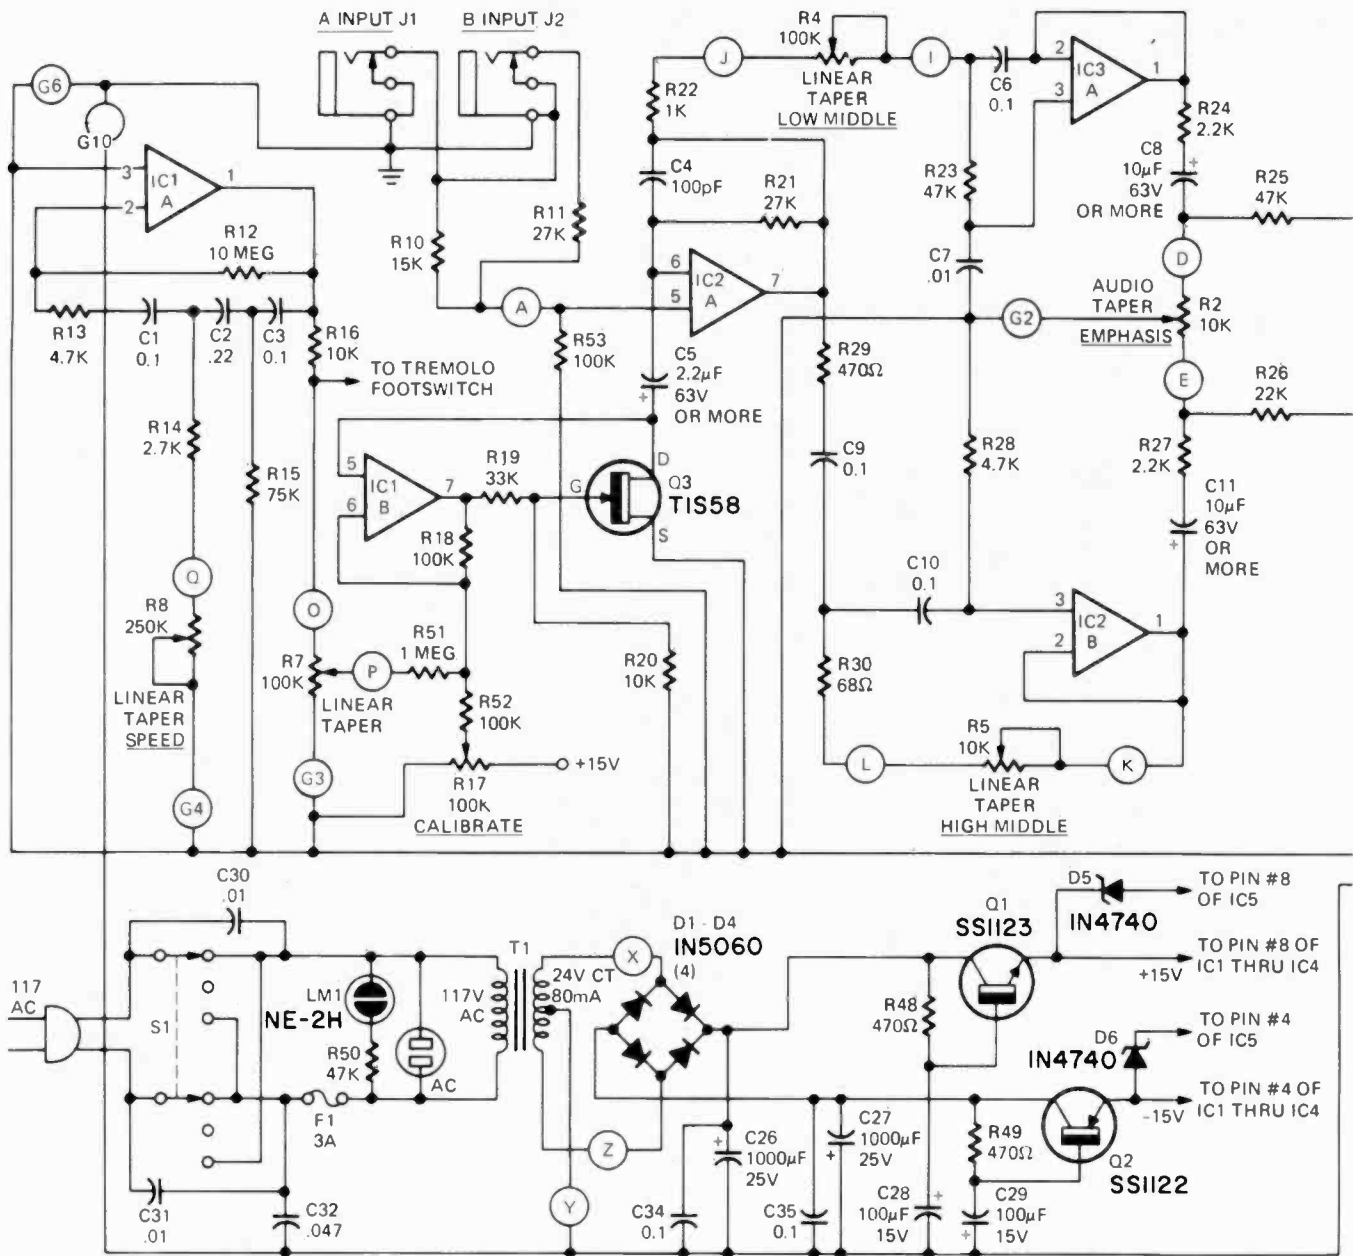 A INPUT J1
B INPUT J2
G6
G10
3
2
IC1
A
1
R12
10 MEG
R13
4.7K
C1
0.1
C2
.22
C3
0.1
R16
10K
TO TREMOLO
FOOTSWITCH
R14
2.7K
R15
75K
Q
R8
250K
LINEAR
TAPER
SPEED
G4
O
R7
100K
P
LINEAR
TAPER
G3
R51
1 MEG
R52
100K
R17
100K
CALIBRATE
+15V
5
6
IC1
B
7
R18
100K
R19
33K
G
D
Q3
TIS58
S
R20
10K
R10
15K
R11
27K
A
R53
100K
R22
1K
C4
100pF
R21
27K
6
5
IC2
A
7
C5
2.2µF
63V
OR MORE
+
J
R4
100K
LINEAR
TAPER
LOW MIDDLE
I
C6
0.1
2
3
IC3
A
1
R23
47K
C7
.01
R24
2.2K
C8
10µF
63V
OR MORE
+
R25
47K
D
AUDIO
TAPER
EMPHASIS
G2
R2
10K
E
R26
22K
R27
2.2K
C11
10µF
63V
OR
MORE
+
R29
470Ω
C9
0.1
R28
4.7K
C10
0.1
3
2
IC2
B
1
R30
68Ω
L
R5
10K
K
LINEAR
TAPER
HIGH MIDDLE
C30
.01
117
AC
S1
LM1
NE-2H
R50
47K
F1
3A
AC
117V
AC
T1
24V CT
80mA
X
Y
Z
D1 - D4
IN5060
(4)
C31
.01
C32
.047
C34
0.1
C26
1000µF
25V
+
C35
0.1
C27
1000µF
25V
+
+
R48
470Ω
C28
100µF
15V
+
R49
470Ω
C29
100µF
15V
+
Q1
SS1123
Q2
SS1122
D5
IN4740
TO PIN #8
OF IC5
TO PIN #8 OF
IC1 THRU IC4
+15V
D6
IN4740
TO PIN #4
OF IC5
TO PIN #4 OF
IC1 THRU IC4
-15V